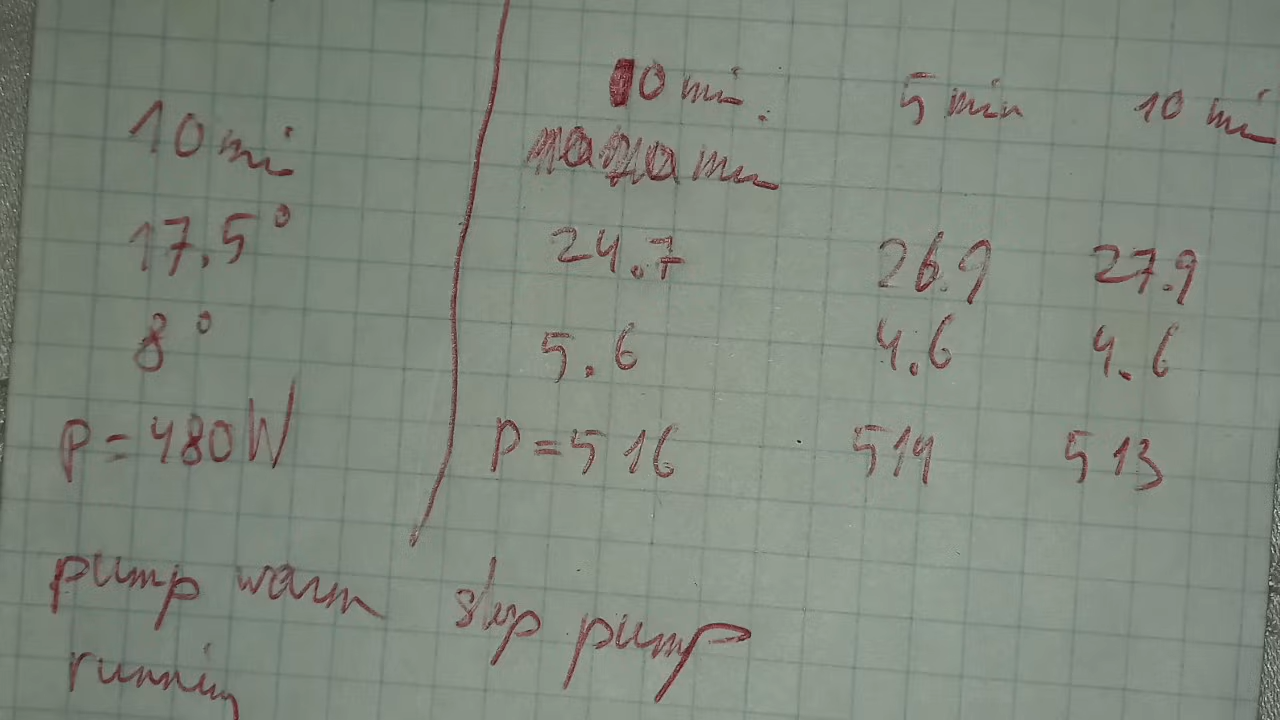 10 min
17.5°
8°
P = 480W
pump warm
running
10 min. 5 min 10 min
24.7 26.9 27.9
5.6 4.6 4.6
P = 516 514 513
stop pump